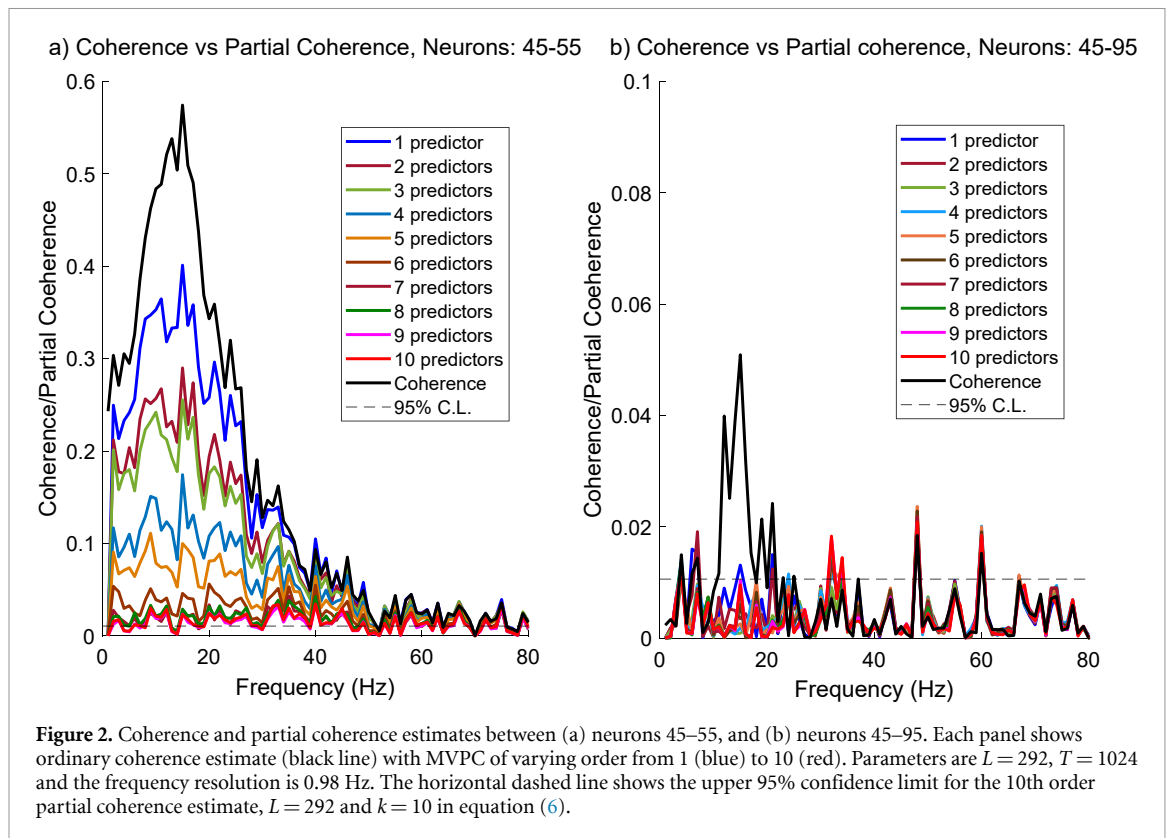 a) Coherence vs Partial Coherence, Neurons: 45-55
0.6
0.5
0.4
0.3
0.2
0.1
0
Coherence/Partial Coeherence
1 predictor
2 predictors
3 predictors
4 predictors
5 predictors
6 predictors
7 predictors
8 predictors
9 predictors
10 predictors
Coherence
95% C.L.
0
20
40
60
80
Frequency (Hz)
b) Coherence vs Partial coherence, Neurons: 45-95
0.1
0.08
0.06
0.04
0.02
0
Coherence/Partial Coherence
1 predictor
2 predictors
3 predictors
4 predictors
5 predictors
6 predictors
7 predictors
8 predictors
9 predictors
10 predictors
Coherence
95% C.L.
0
20
40
60
80
Frequency (Hz)
Figure 2. Coherence and partial coherence estimates between (a) neurons 45–55, and (b) neurons 45–95. Each panel shows
ordinary coherence estimate (black line) with MVPC of varying order from 1 (blue) to 10 (red). Parameters are L = 292, T = 1024
and the frequency resolution is 0.98 Hz. The horizontal dashed line shows the upper 95% confidence limit for the 10th order
partial coherence estimate, L = 292 and k = 10 in equation (6).